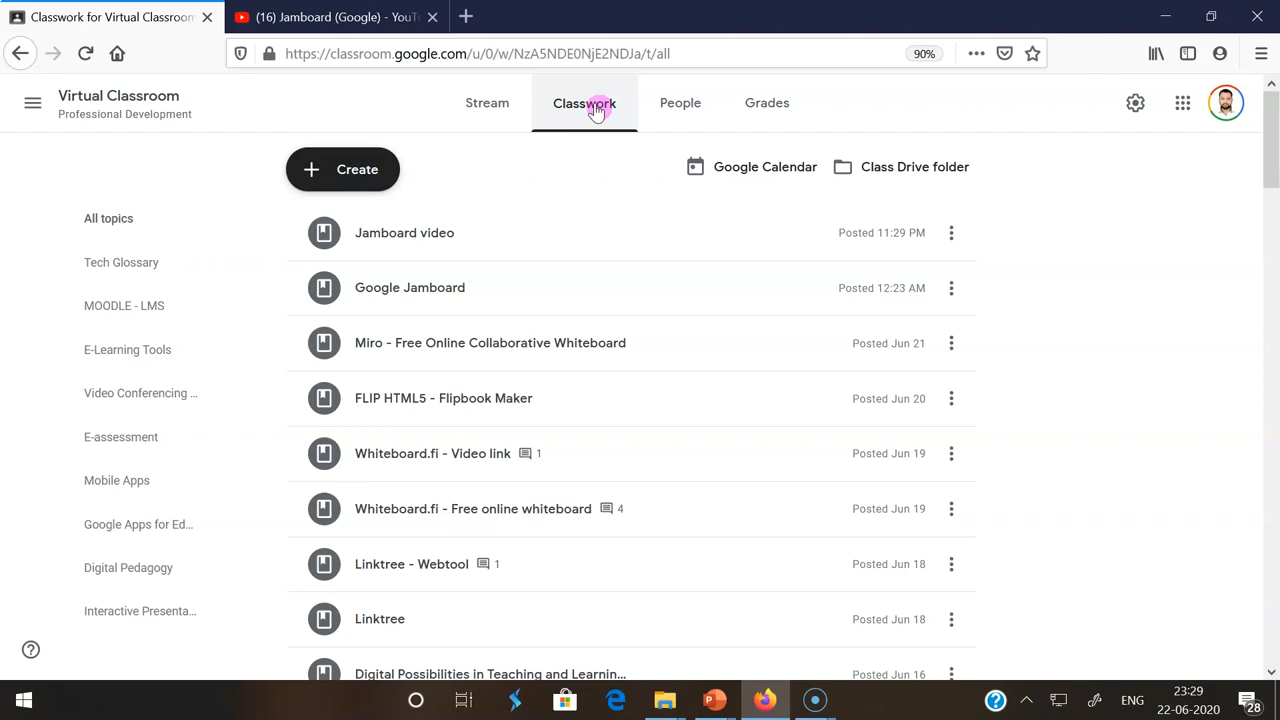 Classwork for Virtual Classroom
(16) Jamboard (Google) - YouT
https://classroom.google.com/u/0/w/NzA5NDE0NjE2NDJa/t/all
90%
Virtual Classroom
Professional Development
Stream
Classwork
People
Grades
Create
Google Calendar
Class Drive folder
All topics
Tech Glossary
MOODLE - LMS
E-Learning Tools
Video Conferencing ...
E-assessment
Mobile Apps
Google Apps for Ed...
Digital Pedagogy
Interactive Presenta...
Jamboard video Posted 11:29 PM
Google Jamboard Posted 12:23 AM
Miro - Free Online Collaborative Whiteboard Posted Jun 21
FLIP HTML5 - Flipbook Maker Posted Jun 20
Whiteboard.fi - Video link 1 Posted Jun 19
Whiteboard.fi - Free online whiteboard 4 Posted Jun 19
Linktree - Webtool 1 Posted Jun 18
Linktree Posted Jun 18
Digital Possibilities in Teaching and Learnin... Posted Jun 16
ENG
23:29
22-06-2020
28